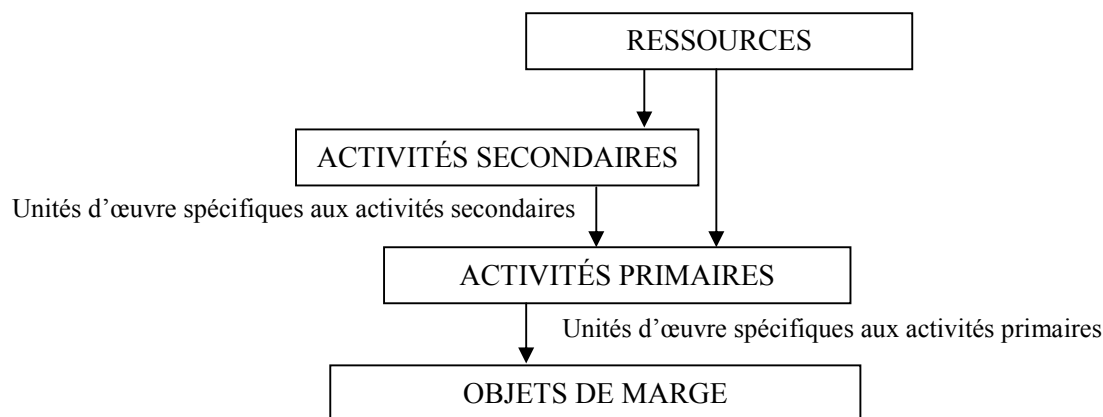 RESSOURCES
ACTIVITÉS SECONDAIRES
Unités d’œuvre spécifiques aux activités secondaires
ACTIVITÉS PRIMAIRES
Unités d’œuvre spécifiques aux activités primaires
OBJETS DE MARGE